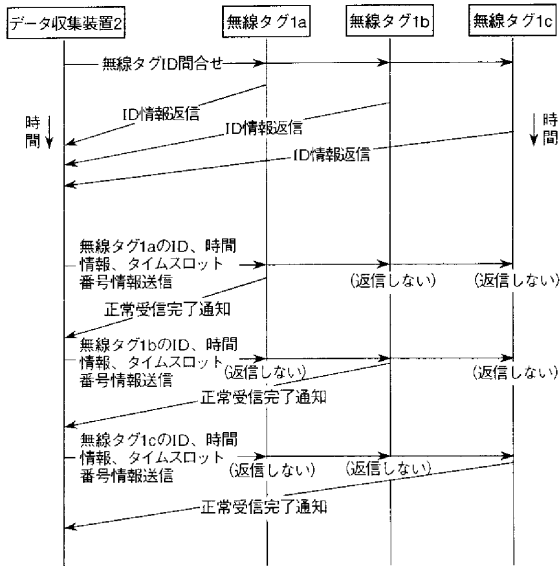 データ収集装置2
無線タグ1a
無線タグ1b
無線タグ1c
無線タグID問合せ
ID情報返信
ID情報返信
ID情報返信
時間
時間
無線タグ1aのID、時間
情報、タイムスロット
番号情報送信
(返信しない)
(返信しない)
正常受信完了通知
無線タグ1bのID、時間
情報、タイムスロット
番号情報送信
(返信しない)
(返信しない)
正常受信完了通知
無線タグ1cのID、時間
情報、タイムスロット
番号情報送信
(返信しない)
(返信しない)
正常受信完了通知